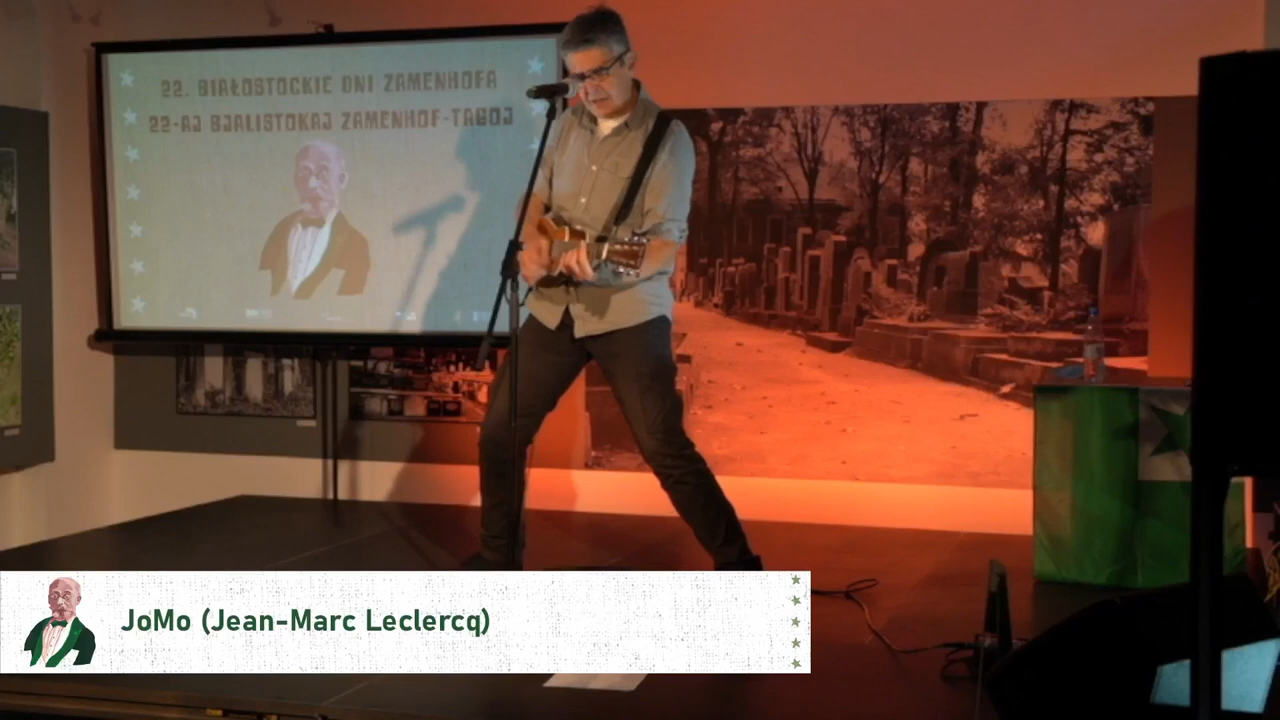 22. BIAŁOSTOCKIE DNI ZAMENHOFA
22-AJ BJALISTOKAJ ZAMENHOF-TAGOJ
JoMo (Jean-Marc Leclercq)